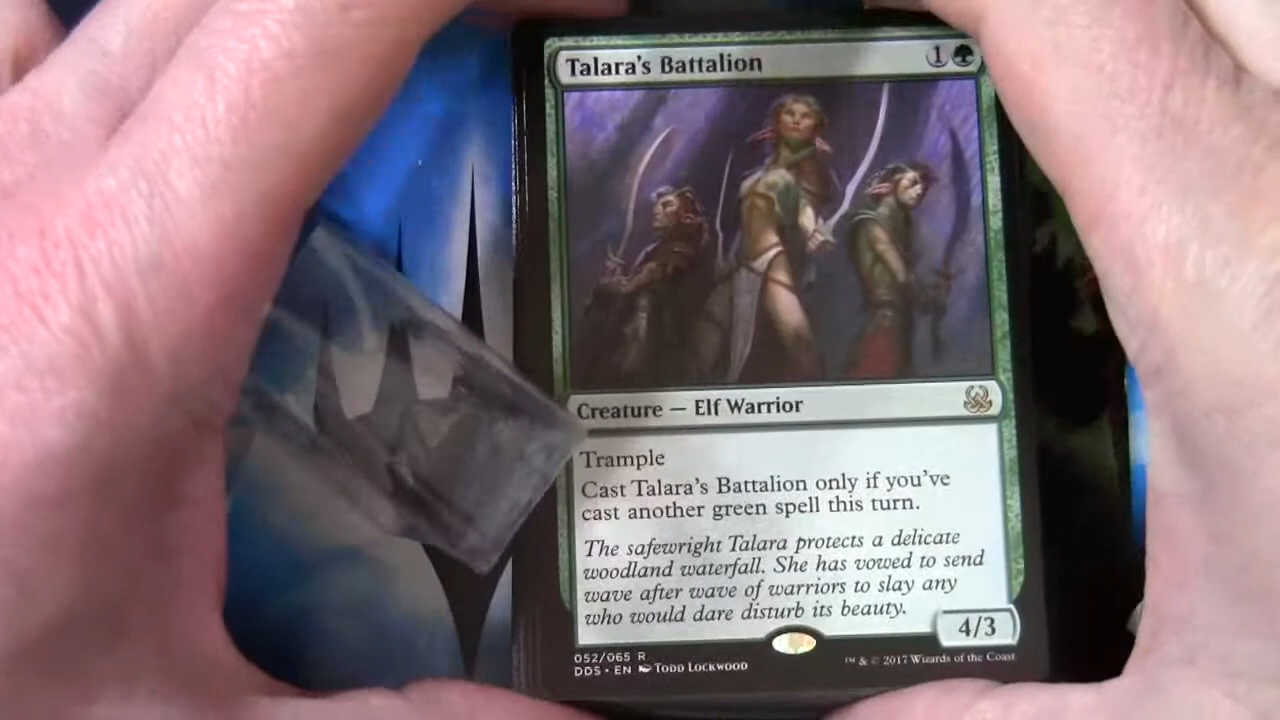 Talara's Battalion 1
Creature — Elf Warrior
Trample
Cast Talara's Battalion only if you've
cast another green spell this turn.
The safewright Talara protects a delicate
woodland waterfall. She has vowed to send
wave after wave of warriors to slay any
who would dare disturb its beauty.
4/3
052/065 R
DDS • EN Todd Lockwood
™ & © 2017 Wizards of the Coast